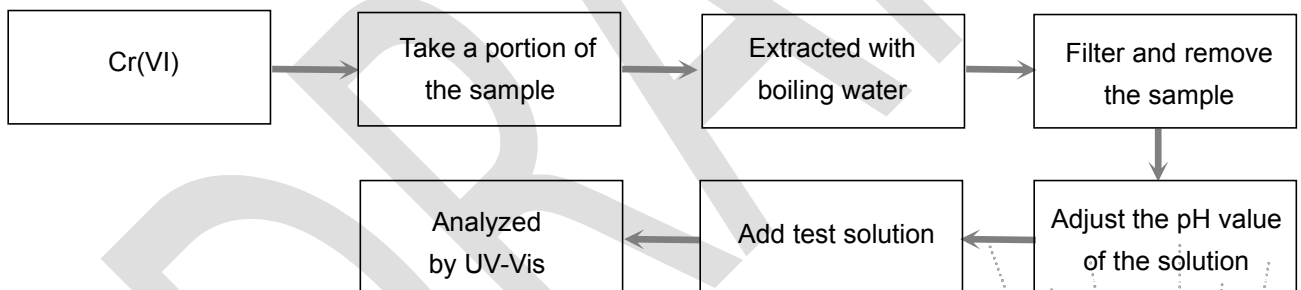 Cr(VI)
Take a portion of
the sample
Extracted with
boiling water
Filter and remove
the sample
Adjust the pH value
of the solution
Add test solution
Analyzed
by UV-Vis